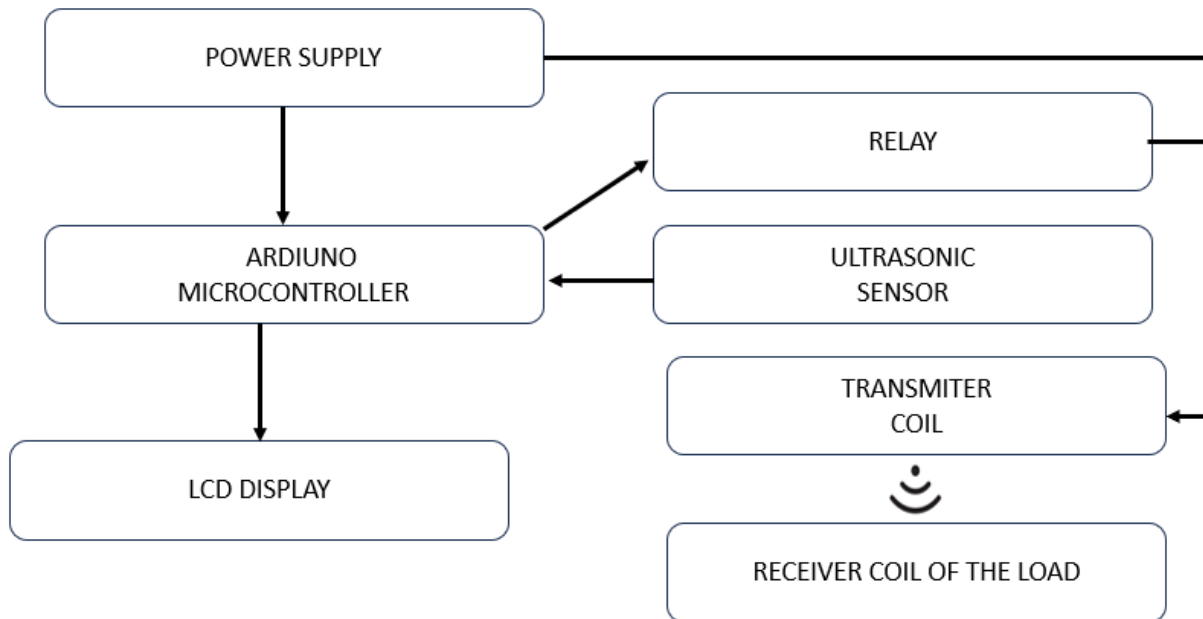 POWER SUPPLY
RELAY
ARDIUNO
MICROCONTROLLER
ULTRASONIC
SENSOR
TRANSMITER
COIL
LCD DISPLAY
RECEIVER COIL OF THE LOAD